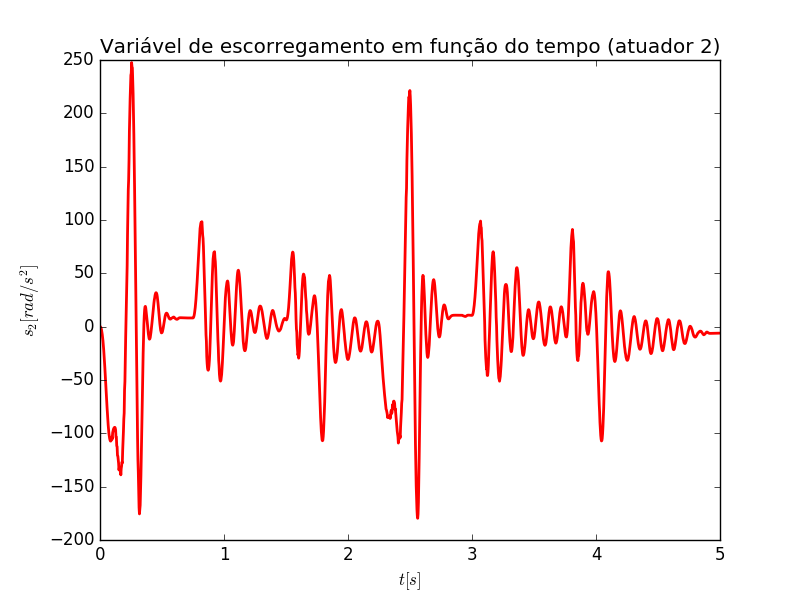 Variável de escorregamento em função do tempo (atuador 2)
250
200
150
100
50
0
−50
−100
−150
−200
s₂[rad/s²]
0 1 2 3 4 5
t[s]